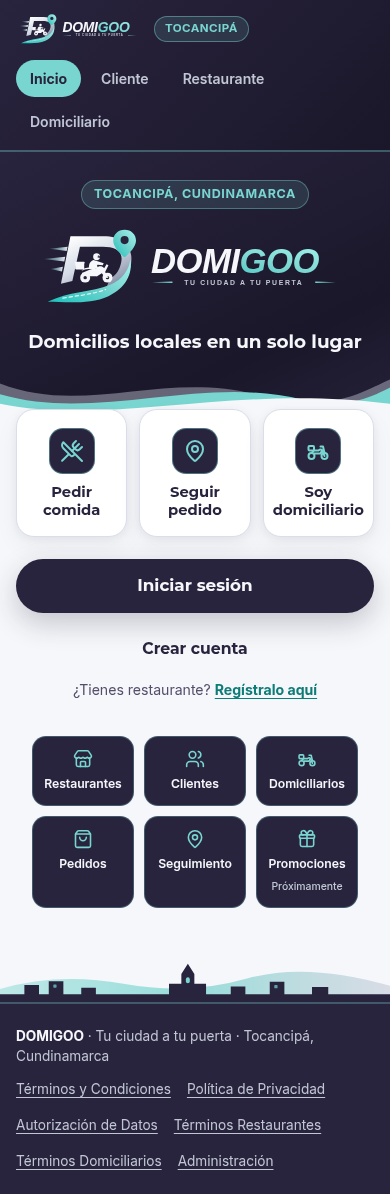 DOMIGOO
TU CIUDAD A TU PUERTA
TOCANCIPÁ
Inicio
Cliente
Restaurante
Domiciliario
TOCANCIPÁ, CUNDINAMARCA
DOMIGOO
TU CIUDAD A TU PUERTA
Domicilios locales en un solo lugar
Pedir
comida
Seguir
pedido
Soy
domiciliario
Iniciar sesión
Crear cuenta
¿Tienes restaurante? Regístralo aquí
Restaurantes
Clientes
Domiciliarios
Pedidos
Seguimiento
Promociones
Próximamente
DOMIGOO · Tu ciudad a tu puerta · Tocancipá,
Cundinamarca
Términos y Condiciones
Política de Privacidad
Autorización de Datos
Términos Restaurantes
Términos Domiciliarios
Administración